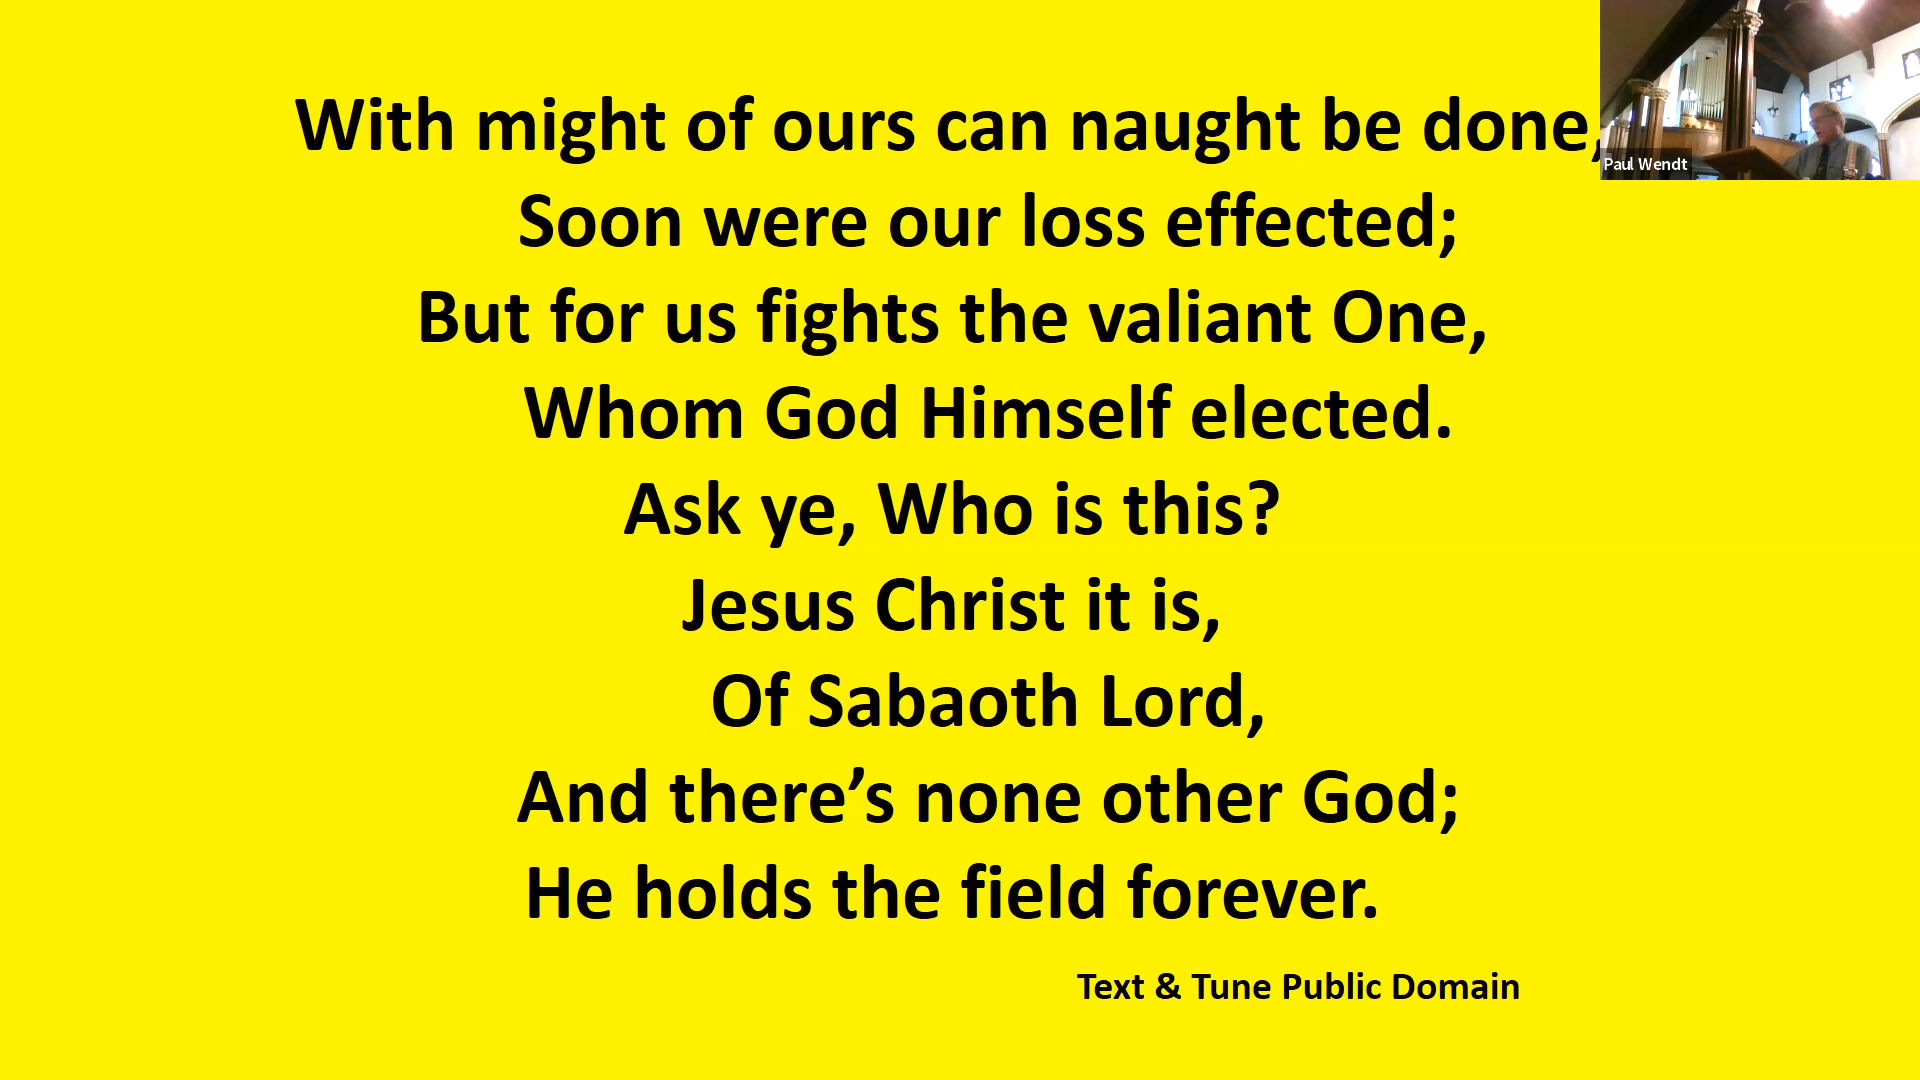 With might of ours can naught be done,
Soon were our loss effected;
But for us fights the valiant One,
Whom God Himself elected.
Ask ye, Who is this?
Jesus Christ it is,
Of Sabaoth Lord,
And there’s none other God;
He holds the field forever.
Text & Tune Public Domain
Paul Wendt